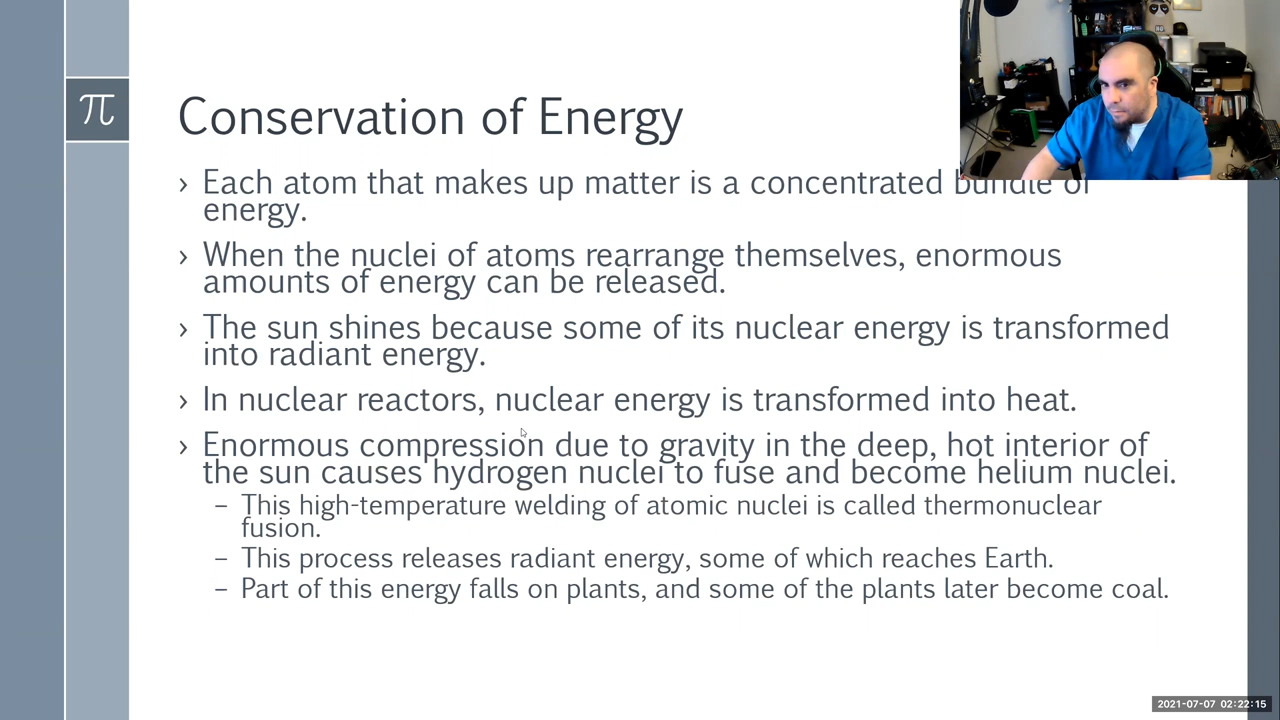 π
Conservation of Energy
› Each atom that makes up matter is a concentrated bundle of
energy.
› When the nuclei of atoms rearrange themselves, enormous
amounts of energy can be released.
› The sun shines because some of its nuclear energy is transformed
into radiant energy.
› In nuclear reactors, nuclear energy is transformed into heat.
› Enormous compression due to gravity in the deep, hot interior of
the sun causes hydrogen nuclei to fuse and become helium nuclei.
– This high-temperature welding of atomic nuclei is called thermonuclear
fusion.
– This process releases radiant energy, some of which reaches Earth.
– Part of this energy falls on plants, and some of the plants later become coal.
2021-07-07 02:22:15